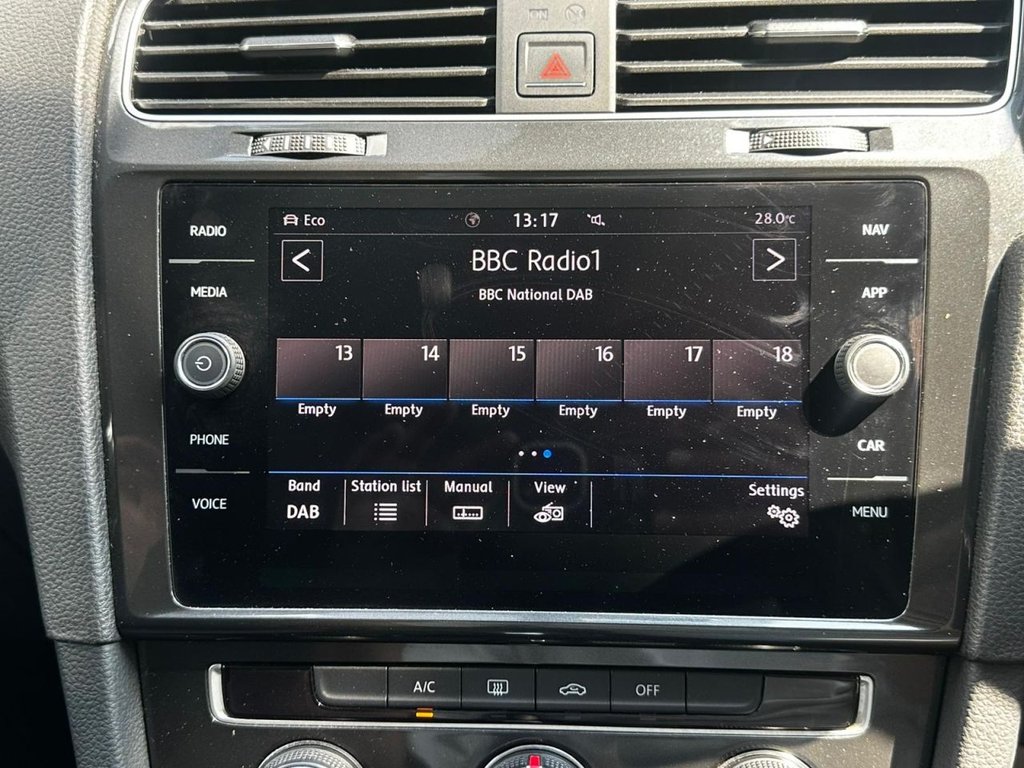 ON
RADIO
MEDIA
PHONE
VOICE
Eco 13:17 28.0°C
< BBC Radio1 >
BBC National DAB
13 14 15 16 17 18
Empty Empty Empty Empty Empty Empty
Band Station list Manual View Settings
DAB
NAV
APP
CAR
MENU
A/C OFF